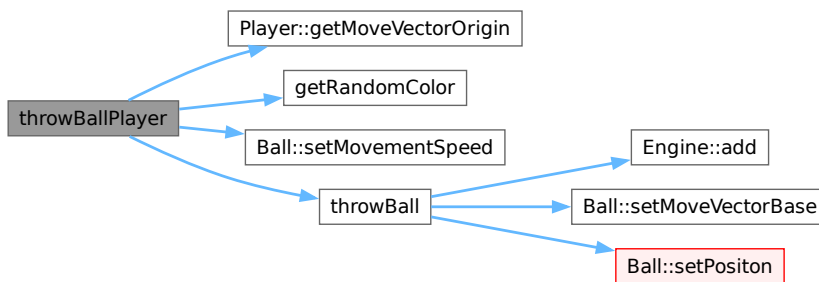 throwBallPlayer
Player::getMoveVectorOrigin
getRandomColor
Ball::setMovementSpeed
throwBall
Engine::add
Ball::setMoveVectorBase
Ball::setPositon